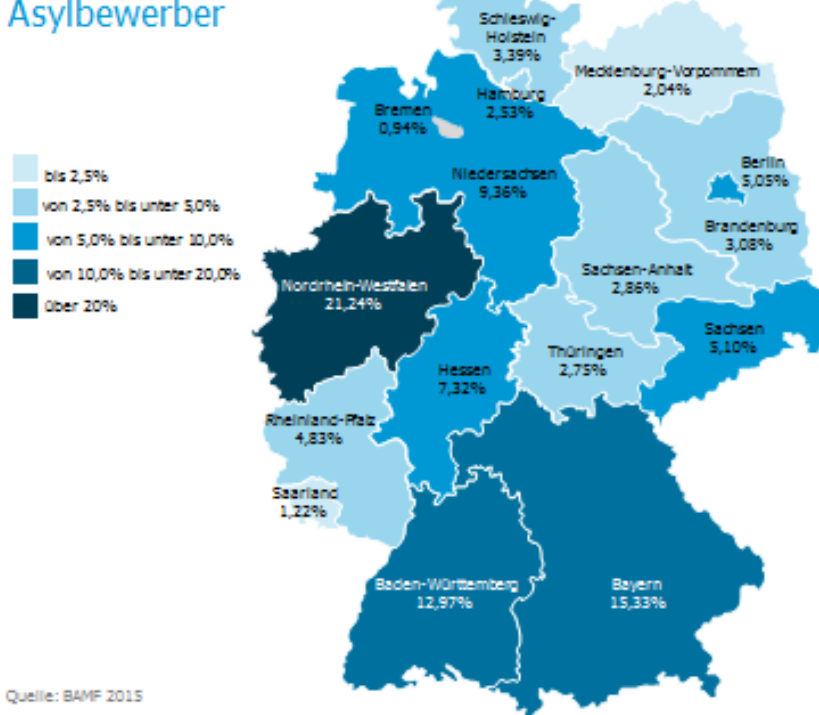 Asylbewerber
Schleswig-
Holstein
3,39%
Mecklenburg-Vorpommern
2,04%
Hamburg
2,53%
Bremen
0,94%
bis 2,5%
von 2,5% bis unter 5,0%
von 5,0% bis unter 10,0%
von 10,0% bis unter 20,0%
über 20%
Niedersachsen
9,36%
Berlin
5,05%
Brandenburg
3,08%
Sachsen-Anhalt
2,86%
Nordrhein-Westfalen
21,24%
Sachsen
5,10%
Thüringen
2,75%
Hessen
7,32%
Rheinland-Pfalz
4,83%
Saarland
1,22%
Baden-Württemberg
12,97%
Bayern
15,33%
Quelle: BAMF 2015